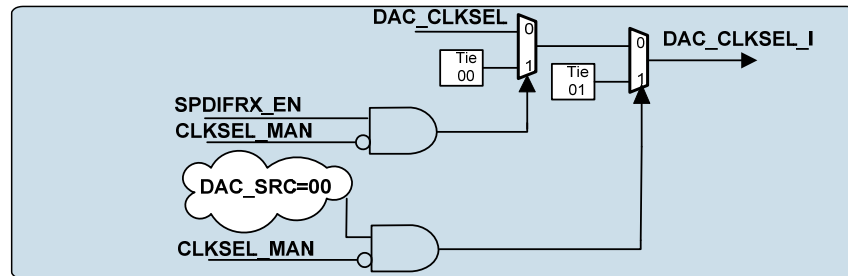 DAC_CLKSEL
0
Tie
00
1
0
DAC_CLKSEL_I
Tie
01
1
SPDIFRX_EN
CLKSEL_MAN
DAC_SRC=00
CLKSEL_MAN